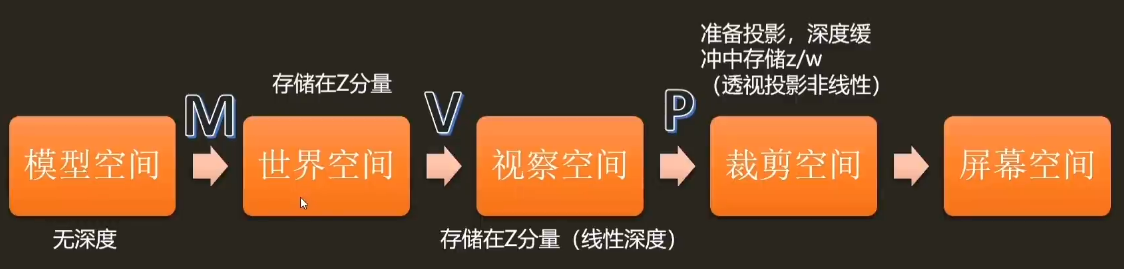 准备投影，深度缓
冲中存储z/w
（透视投影非线性）
存储在Z分量
M
V
P
模型空间
世界空间
视察空间
裁剪空间
屏幕空间
无深度
存储在Z分量（线性深度）